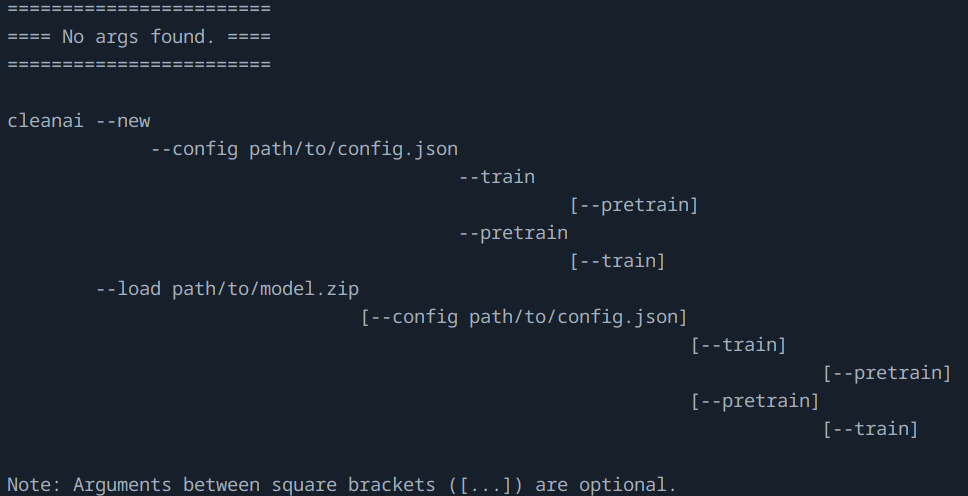 ========================
==== No args found. ====
========================
cleanai --new
--config path/to/config.json
--train
[--pretrain]
--pretrain
[--train]
--load path/to/model.zip
[--config path/to/config.json]
[--train]
[--pretrain]
[--pretrain]
[--train]
Note: Arguments between square brackets ([...]) are optional.